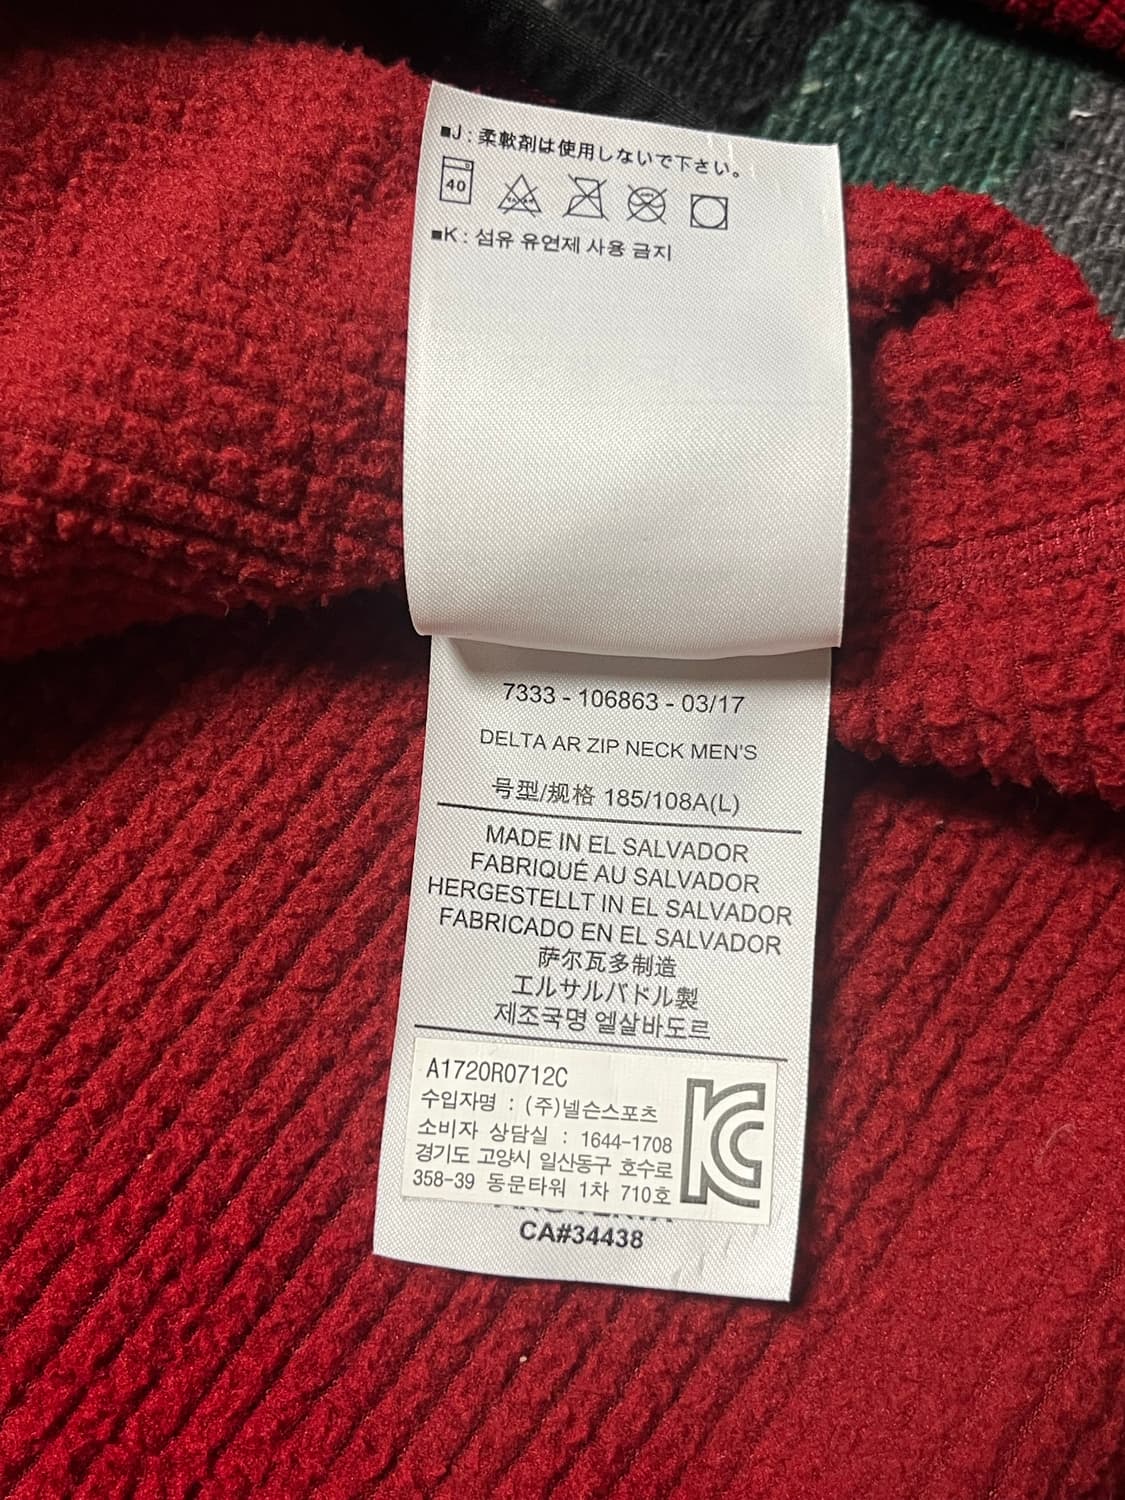 ■J : 柔軟剤は使用しないで下さい。
40
■K : 섬유 유연제 사용 금지
7333 - 106863 - 03/17
DELTA AR ZIP NECK MEN'S
号型/规格 185/108A(L)
MADE IN EL SALVADOR
FABRIQUÉ AU SALVADOR
HERGESTELLT IN EL SALVADOR
FABRICADO EN EL SALVADOR
萨尔瓦多制造
エルサルバドル製
제조국명 엘살바도르
A1720R0712C
수입자명 : (주)넬슨스포츠
소비자 상담실 : 1644-1708
경기도 고양시 일산동구 호수로
358-39 동문타워 1차 710호
CA#34438